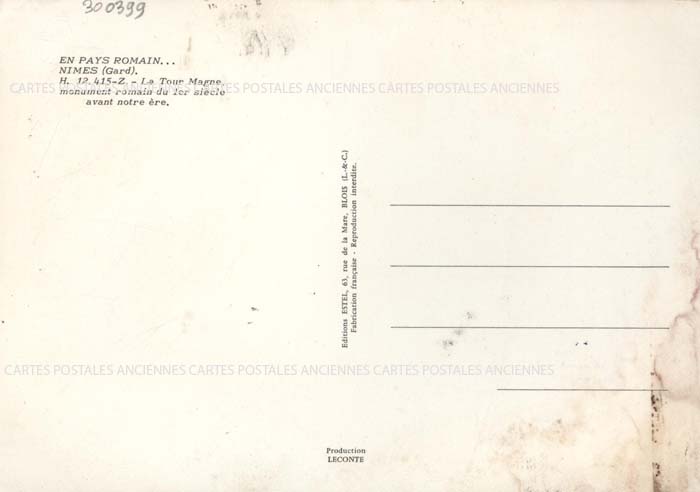 300399
EN PAYS ROMAIN...
NIMES (Gard).
H. 12.415-Z. - La Tour Magne,
CARTES POSTALES ANCIENNES CARTES POSTALES ANCIENNES CARTES POSTALES ANCIENNES
monument romain du 1er siècle
avant notre ère.
Editions ESTEL, 63, rue de la Mare, BLOIS (L.-&-C.)
Fabrication française - Reproduction interdite.
CARTES POSTALES ANCIENNES CARTES POSTALES ANCIENNES CARTES POSTALES ANCIENNES
Production
LECONTE